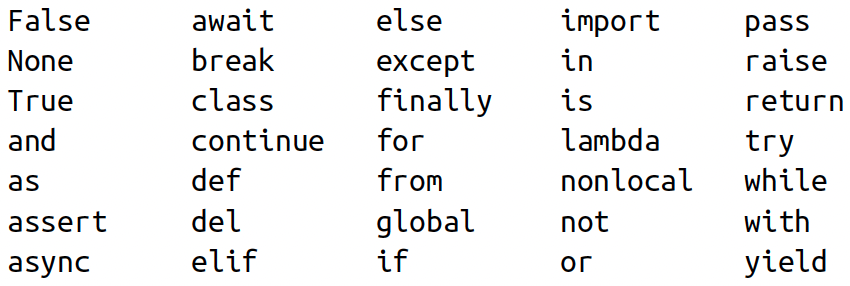 False await else import pass
None break except in raise
True class finally is return
and continue for lambda try
as def from nonlocal while
assert del global not with
async elif if or yield